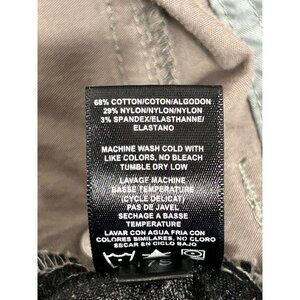 68% COTTON/COTON/ALGODON
29% NYLON/NYLON/NYLON
3% SPANDEX/ELASTHANNE/
ELASTANO
MACHINE WASH COLD WITH
LIKE COLORS, NO BLEACH
TUMBLE DRY LOW
LAVAGE MACHINE
BASSE TEMPERATURE
(CYCLE DELICAT)
PAS DE JAVEL
SECHAGE A BASSE
TEMPERATURE
LAVAR CON AGUA FRIA CON
COLORES SIMILARES, NO CLORO
SECAR EN CICLO BAJO